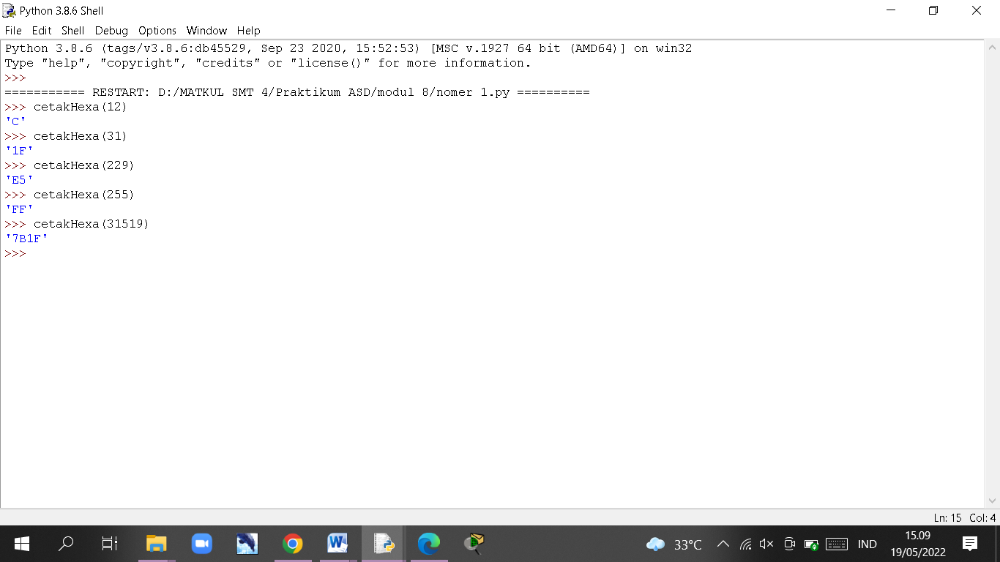 Python 3.8.6 Shell
File Edit Shell Debug Options Window Help
Python 3.8.6 (tags/v3.8.6:db45529, Sep 23 2020, 15:52:53) [MSC v.1927 64 bit (AMD64)] on win32
Type "help", "copyright", "credits" or "license()" for more information.
>>>
=========== RESTART: D:/MATKUL SMT 4/Praktikum ASD/modul 8/nomer 1.py ==========
>>> cetakHexa(12)
'C'
>>> cetakHexa(31)
'1F'
>>> cetakHexa(229)
'E5'
>>> cetakHexa(255)
'FF'
>>> cetakHexa(31519)
'7B1F'
>>>
Ln: 15 Col: 4
33°C IND 15.09
19/05/2022